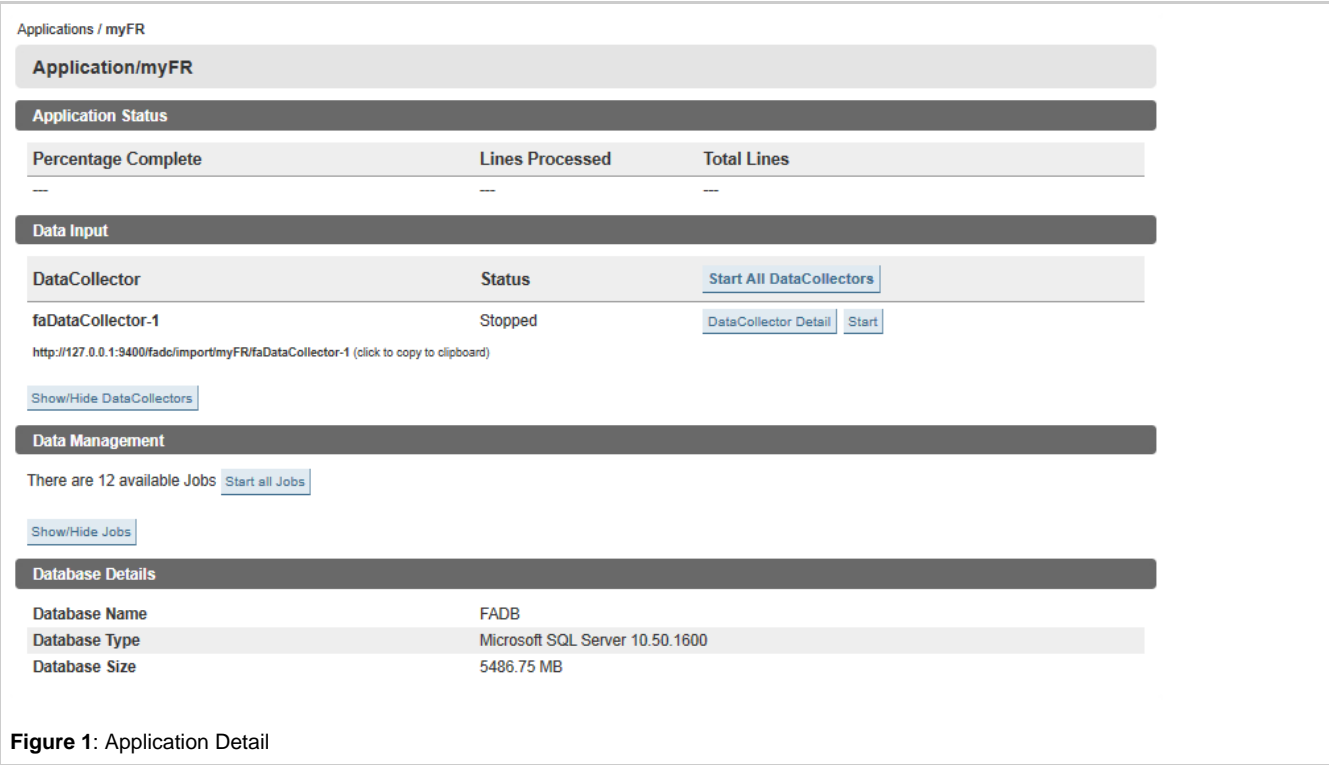 Applications / myFR
Application/myFR
Application Status
Percentage Complete Lines Processed Total Lines
--- --- ---
Data Input
DataCollector Status Start All DataCollectors
faDataCollector-1 Stopped DataCollector Detail Start
http://127.0.0.1:9400/fadc/import/myFR/faDataCollector-1 (click to copy to clipboard)
Show/Hide DataCollectors
Data Management
There are 12 available Jobs Start all Jobs
Show/Hide Jobs
Database Details
Database Name FADB
Database Type Microsoft SQL Server 10.50.1600
Database Size 5486.75 MB
Figure 1: Application Detail